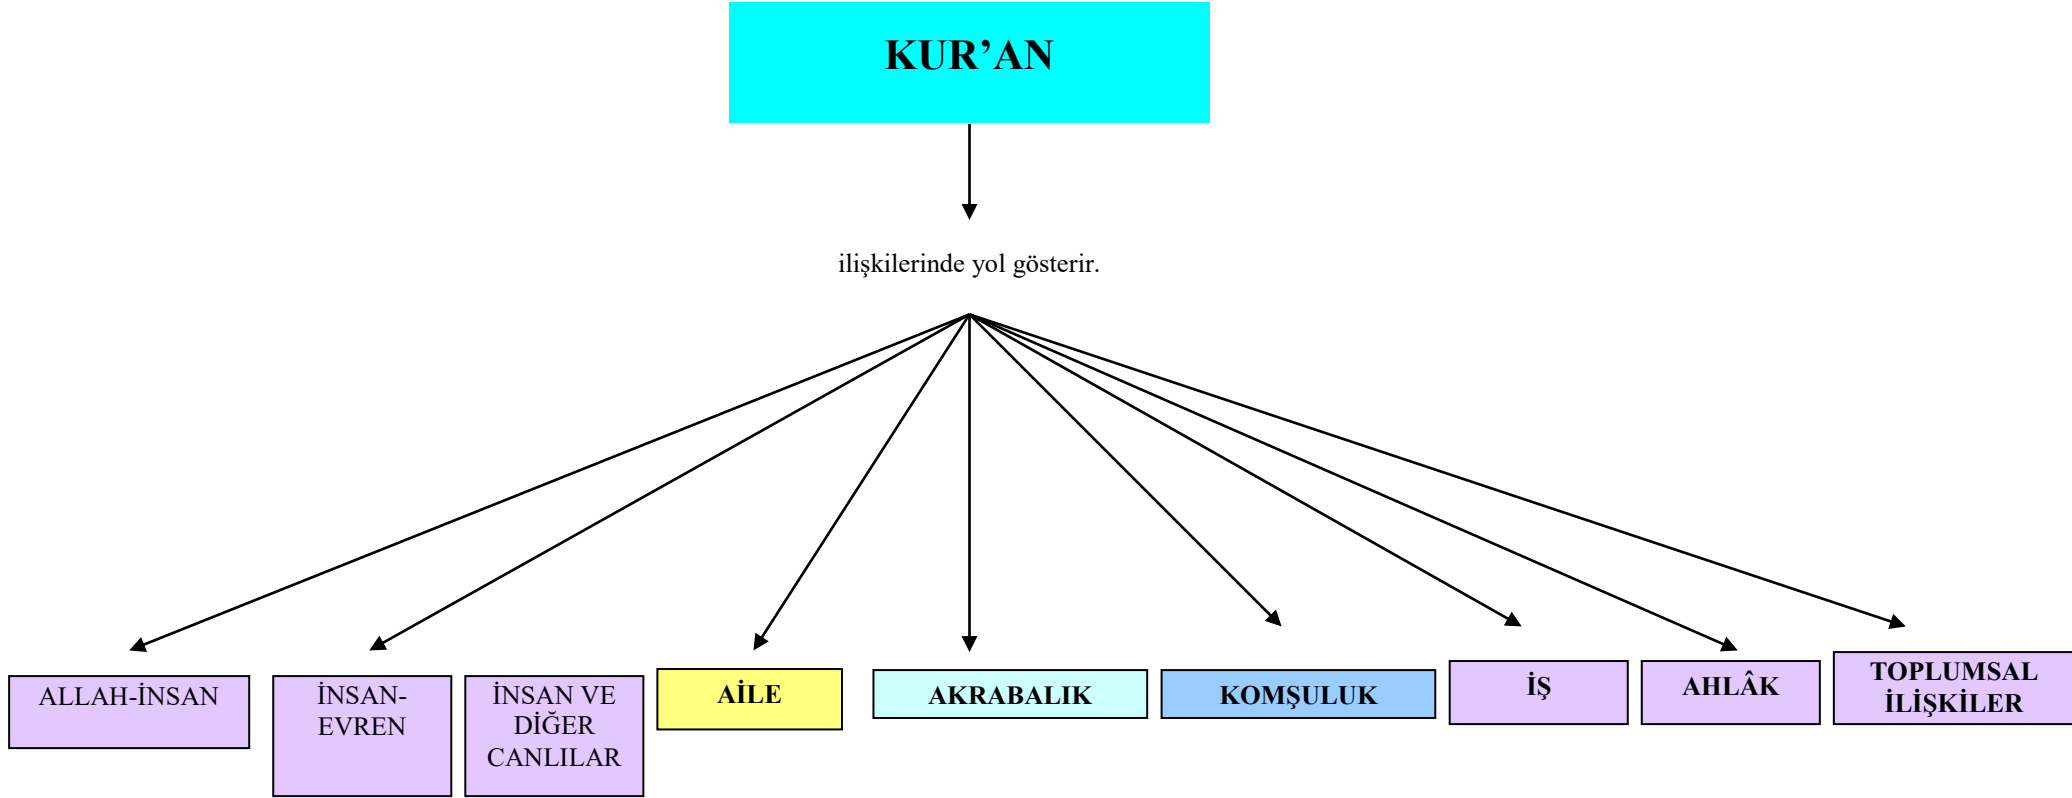 KUR’AN
ilişkilerinde yol gösterir.
ALLAH-İNSAN
İNSAN-
EVREN
İNSAN VE
DİĞER
CANLILAR
AİLE
AKRABALIK
KOMŞULUK
İŞ
AHLÂK
TOPLUMSAL
İLİŞKİLER